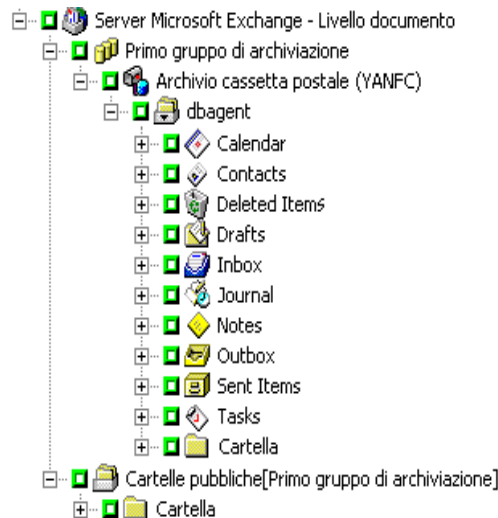 Server Microsoft Exchange - Livello documento
Primo gruppo di archiviazione
Archivio cassetta postale (YANFC)
dbagent
Calendar
Contacts
Deleted Items
Drafts
Inbox
Journal
Notes
Outbox
Sent Items
Tasks
Cartella
Cartelle pubbliche[Primo gruppo di archiviazione]
Cartella